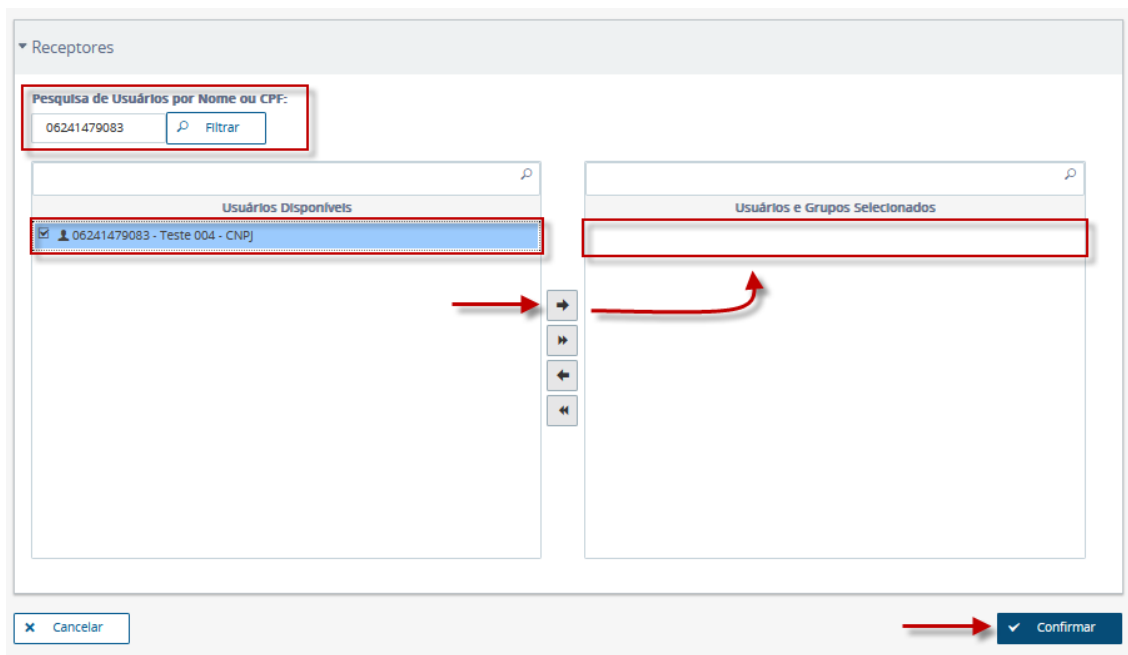 Receptores
Pesquisa de Usuários por Nome ou CPF:
06241479083 Filtrar
Usuários Disponíveis Usuários e Grupos Selecionados
06241479083 - Teste 004 - CNPJ
Cancelar Confirmar